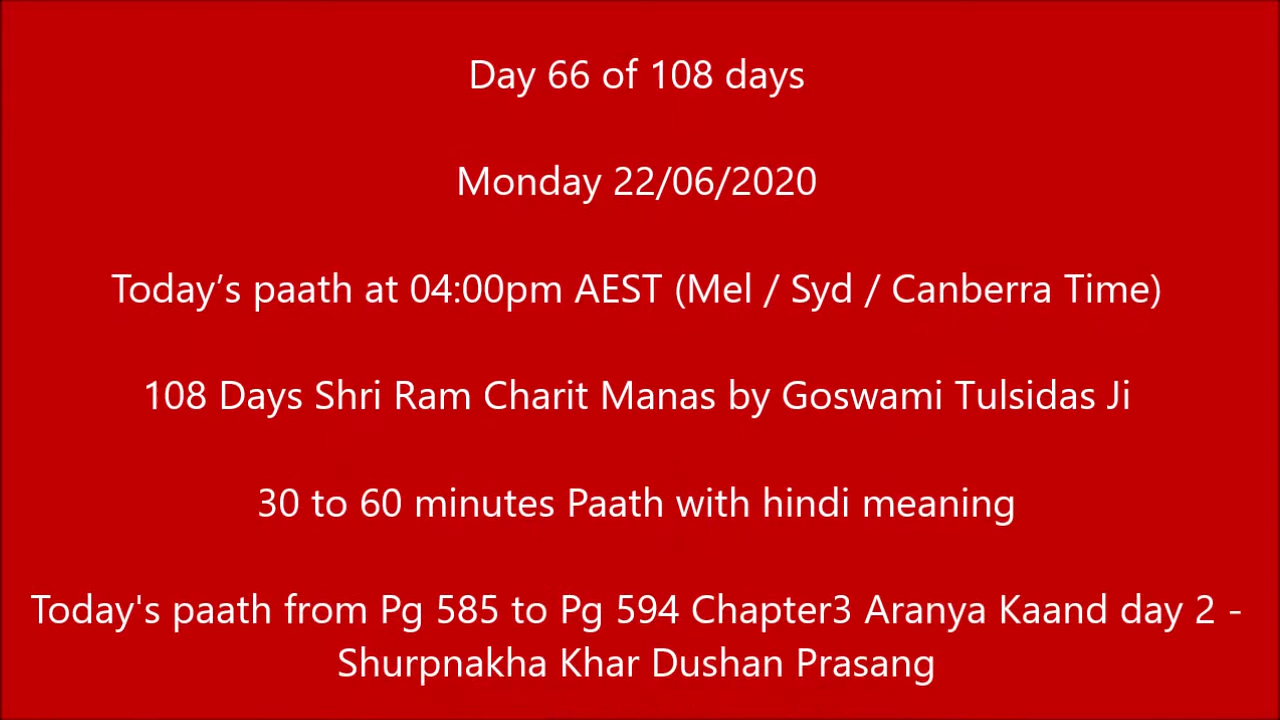 Day 66 of 108 days
Monday 22/06/2020
Today’s paath at 04:00pm AEST (Mel / Syd / Canberra Time)
108 Days Shri Ram Charit Manas by Goswami Tulsidas Ji
30 to 60 minutes Paath with hindi meaning
Today's paath from Pg 585 to Pg 594 Chapter3 Aranya Kaand day 2 -
Shurpnakha Khar Dushan Prasang